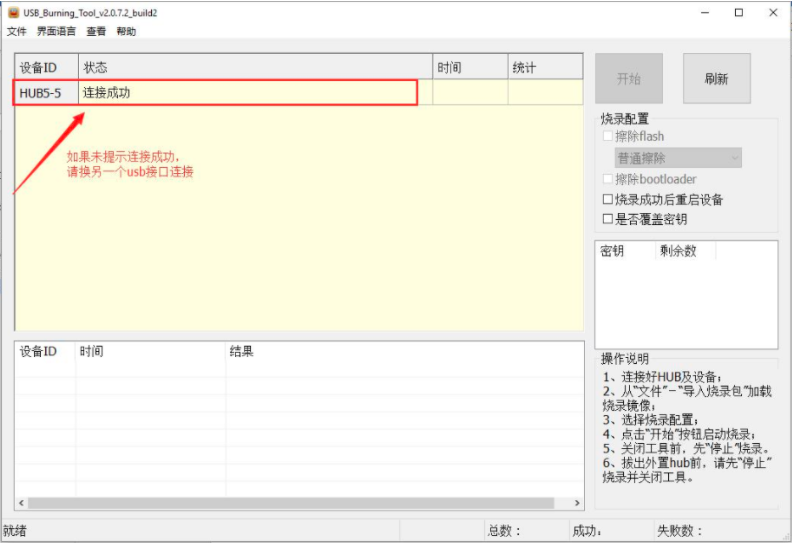 USB_Burning_Tool_v2.0.7.2_build2
文件 界面语言 查看 帮助
设备ID 状态 时间 统计
HUB5-5 连接成功
如果未提示连接成功，
请换另一个usb接口连接
开始 刷新
烧录配置
擦除flash
普通擦除
擦除bootloader
烧录成功后重启设备
是否覆盖密钥
密钥 剩余数
设备ID 时间 结果
操作说明
1、连接好HUB及设备；
2、从“文件”－“导入烧录包”加载
烧录镜像；
3、选择烧录配置；
4、点击“开始”按钮启动烧录；
5、关闭工具前，先“停止”烧录。
6、拔出外置hub前，请先“停止”
烧录并关闭工具。
就绪 总数： 成功： 失败数：